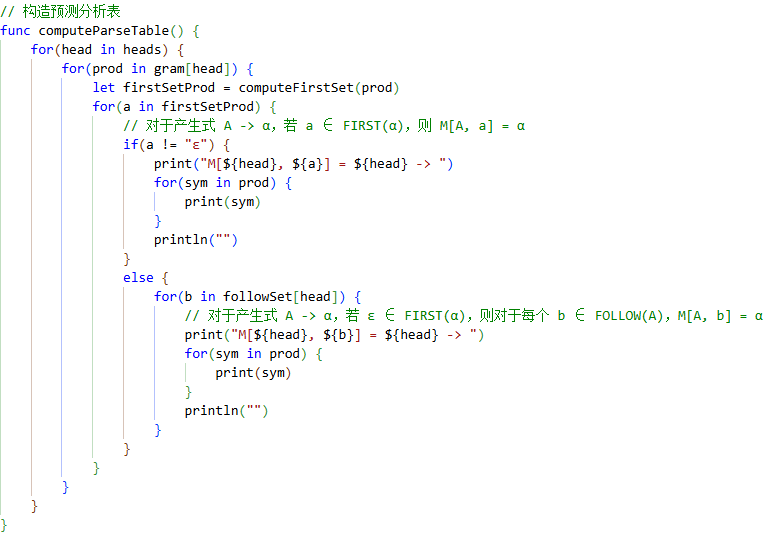 // 构造预测分析表
func computeParseTable() {
    for(head in heads) {
        for(prod in gram[head]) {
            let firstSetProd = computeFirstSet(prod)
            for(a in firstSetProd) {
                // 对于产生式 A -> α，若 a ∈ FIRST(α)，则 M[A, a] = α
                if(a != "ε") {
                    print("M[${head}, ${a}] = ${head} -> ")
                    for(sym in prod) {
                        print(sym)
                    }
                    println("")
                }
                else {
                    for(b in followSet[head]) {
                        // 对于产生式 A -> α，若 ε ∈ FIRST(α)，则对于每个 b ∈ FOLLOW(A)，M[A, b] = α
                        print("M[${head}, ${b}] = ${head} -> ")
                        for(sym in prod) {
                            print(sym)
                        }
                        println("")
                    }
                }
            }
        }
    }
}